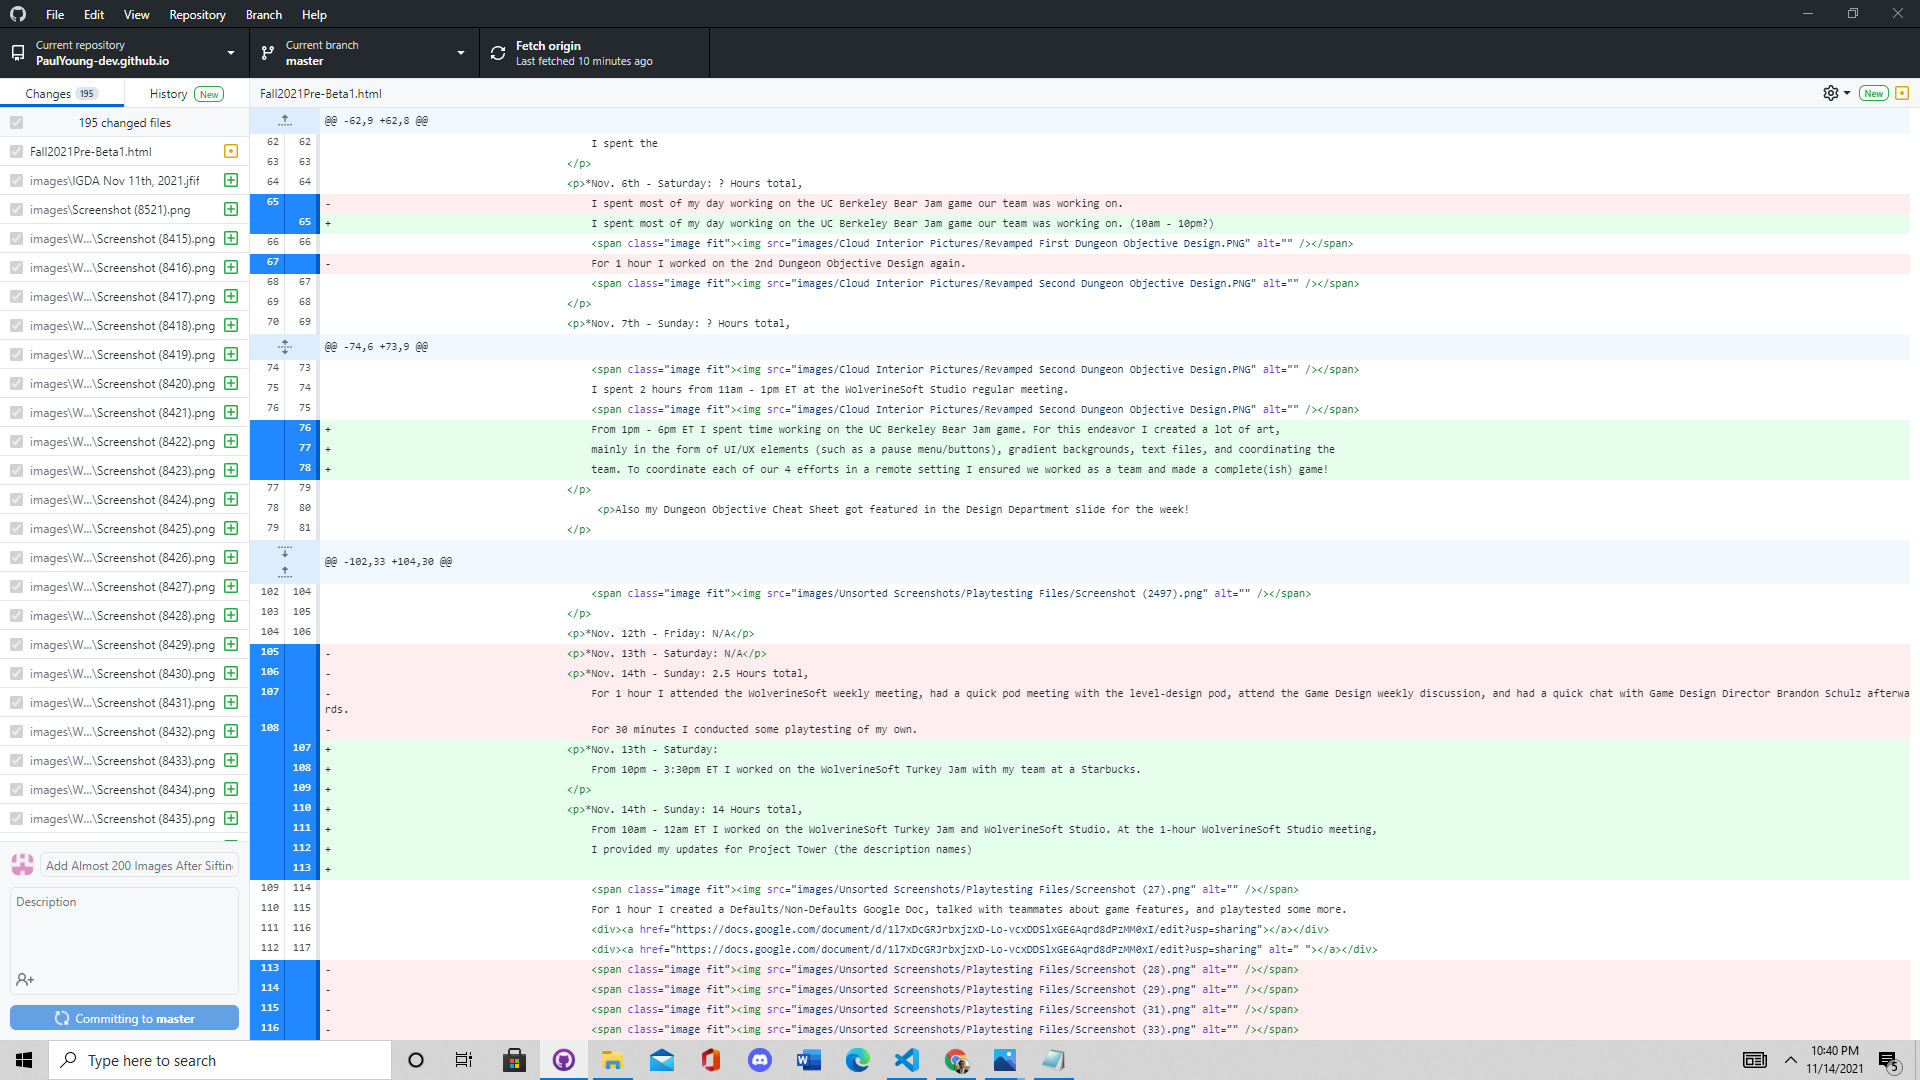 File Edit View Repository Branch Help
Current repository
PaulYoung-dev.github.io
Current branch
master
Fetch origin
Last fetched 10 minutes ago
Changes 195 History New
Fall2021Pre-Beta1.html
New
195 changed files
Fall2021Pre-Beta1.html
images\IGDA Nov 11th, 2021.jfif
images\Screenshot (8521).png
images\W...\Screenshot (8415).png
images\W...\Screenshot (8416).png
images\W...\Screenshot (8417).png
images\W...\Screenshot (8418).png
images\W...\Screenshot (8419).png
images\W...\Screenshot (8420).png
images\W...\Screenshot (8421).png
images\W...\Screenshot (8422).png
images\W...\Screenshot (8423).png
images\W...\Screenshot (8424).png
images\W...\Screenshot (8425).png
images\W...\Screenshot (8426).png
images\W...\Screenshot (8427).png
images\W...\Screenshot (8428).png
images\W...\Screenshot (8429).png
images\W...\Screenshot (8430).png
images\W...\Screenshot (8431).png
images\W...\Screenshot (8432).png
images\W...\Screenshot (8433).png
images\W...\Screenshot (8434).png
images\W...\Screenshot (8435).png
Add Almost 200 Images After Siftin
Description
Committing to master
@@ -62,9 +62,8 @@
62 62 I spent the
63 63 </p>
64 64 <p>*Nov. 6th - Saturday: ? Hours total,
65 - I spent most of my day working on the UC Berkeley Bear Jam game our team was working on.
65 + I spent most of my day working on the UC Berkeley Bear Jam game our team was working on. (10am - 10pm?)
66 66 <span class="image fit"><img src="images/Cloud Interior Pictures/Revamped First Dungeon Objective Design.PNG" alt="" /></span>
67 - For 1 hour I worked on the 2nd Dungeon Objective Design again.
68 67 <span class="image fit"><img src="images/Cloud Interior Pictures/Revamped Second Dungeon Objective Design.PNG" alt="" /></span>
69 68 </p>
70 69 <p>*Nov. 7th - Sunday: ? Hours total,
@@ -74,6 +73,9 @@
74 73 <span class="image fit"><img src="images/Cloud Interior Pictures/Revamped Second Dungeon Objective Design.PNG" alt="" /></span>
75 74 I spent 2 hours from 11am - 1pm ET at the WolverineSoft Studio regular meeting.
76 75 <span class="image fit"><img src="images/Cloud Interior Pictures/Revamped Second Dungeon Objective Design.PNG" alt="" /></span>
76 + From 1pm - 6pm ET I spent time working on the UC Berkeley Bear Jam game. For this endeavor I created a lot of art,
77 + mainly in the form of UI/UX elements (such as a pause menu/buttons), gradient backgrounds, text files, and coordinating the
78 + team. To coordinate each of our 4 efforts in a remote setting I ensured we worked as a team and made a complete(ish) game!
77 79 </p>
78 80 <p>Also my Dungeon Objective Cheat Sheet got featured in the Design Department slide for the week!
79 81 </p>
@@ -102,33 +104,30 @@
102 104 <span class="image fit"><img src="images/Unsorted Screenshots/Playtesting Files/Screenshot (2497).png" alt="" /></span>
103 105 </p>
104 106 <p>*Nov. 12th - Friday: N/A</p>
105 - <p>*Nov. 13th - Saturday: N/A</p>
106 - <p>*Nov. 14th - Sunday: 2.5 Hours total,
107 - For 1 hour I attended the WolverineSoft weekly meeting, had a quick pod meeting with the level-design pod, attend the Game Design weekly discussion, and had a quick chat with Game Design Director Brandon Schulz afterwa
rds.
108 - For 30 minutes I conducted some playtesting of my own.
107 + <p>*Nov. 13th - Saturday:
108 + From 10pm - 3:30pm ET I worked on the WolverineSoft Turkey Jam with my team at a Starbucks.
109 + </p>
110 + <p>*Nov. 14th - Sunday: 14 Hours total,
111 + From 10am - 12am ET I worked on the WolverineSoft Turkey Jam and WolverineSoft Studio. At the 1-hour WolverineSoft Studio meeting,
112 + I provided my updates for Project Tower (the description names)
113 +
109 114 <span class="image fit"><img src="images/Unsorted Screenshots/Playtesting Files/Screenshot (27).png" alt="" /></span>
110 115 For 1 hour I created a Defaults/Non-Defaults Google Doc, talked with teammates about game features, and playtested some more.
111 116 <div><a href="https://docs.google.com/document/d/1l7xDcGRJrbxjzxD-Lo-vcxDDSlxGE6Aqrd8dPzMM0xI/edit?usp=sharing"></a></div>
112 117 <div><a href="https://docs.google.com/document/d/1l7xDcGRJrbxjzxD-Lo-vcxDDSlxGE6Aqrd8dPzMM0xI/edit?usp=sharing" alt=" "></a></div>
113 - <span class="image fit"><img src="images/Unsorted Screenshots/Playtesting Files/Screenshot (28).png" alt="" /></span>
114 - <span class="image fit"><img src="images/Unsorted Screenshots/Playtesting Files/Screenshot (29).png" alt="" /></span>
115 - <span class="image fit"><img src="images/Unsorted Screenshots/Playtesting Files/Screenshot (31).png" alt="" /></span>
116 - <span class="image fit"><img src="images/Unsorted Screenshots/Playtesting Files/Screenshot (33).png" alt="" /></span>
Type here to search
10:40 PM
11/14/2021
5